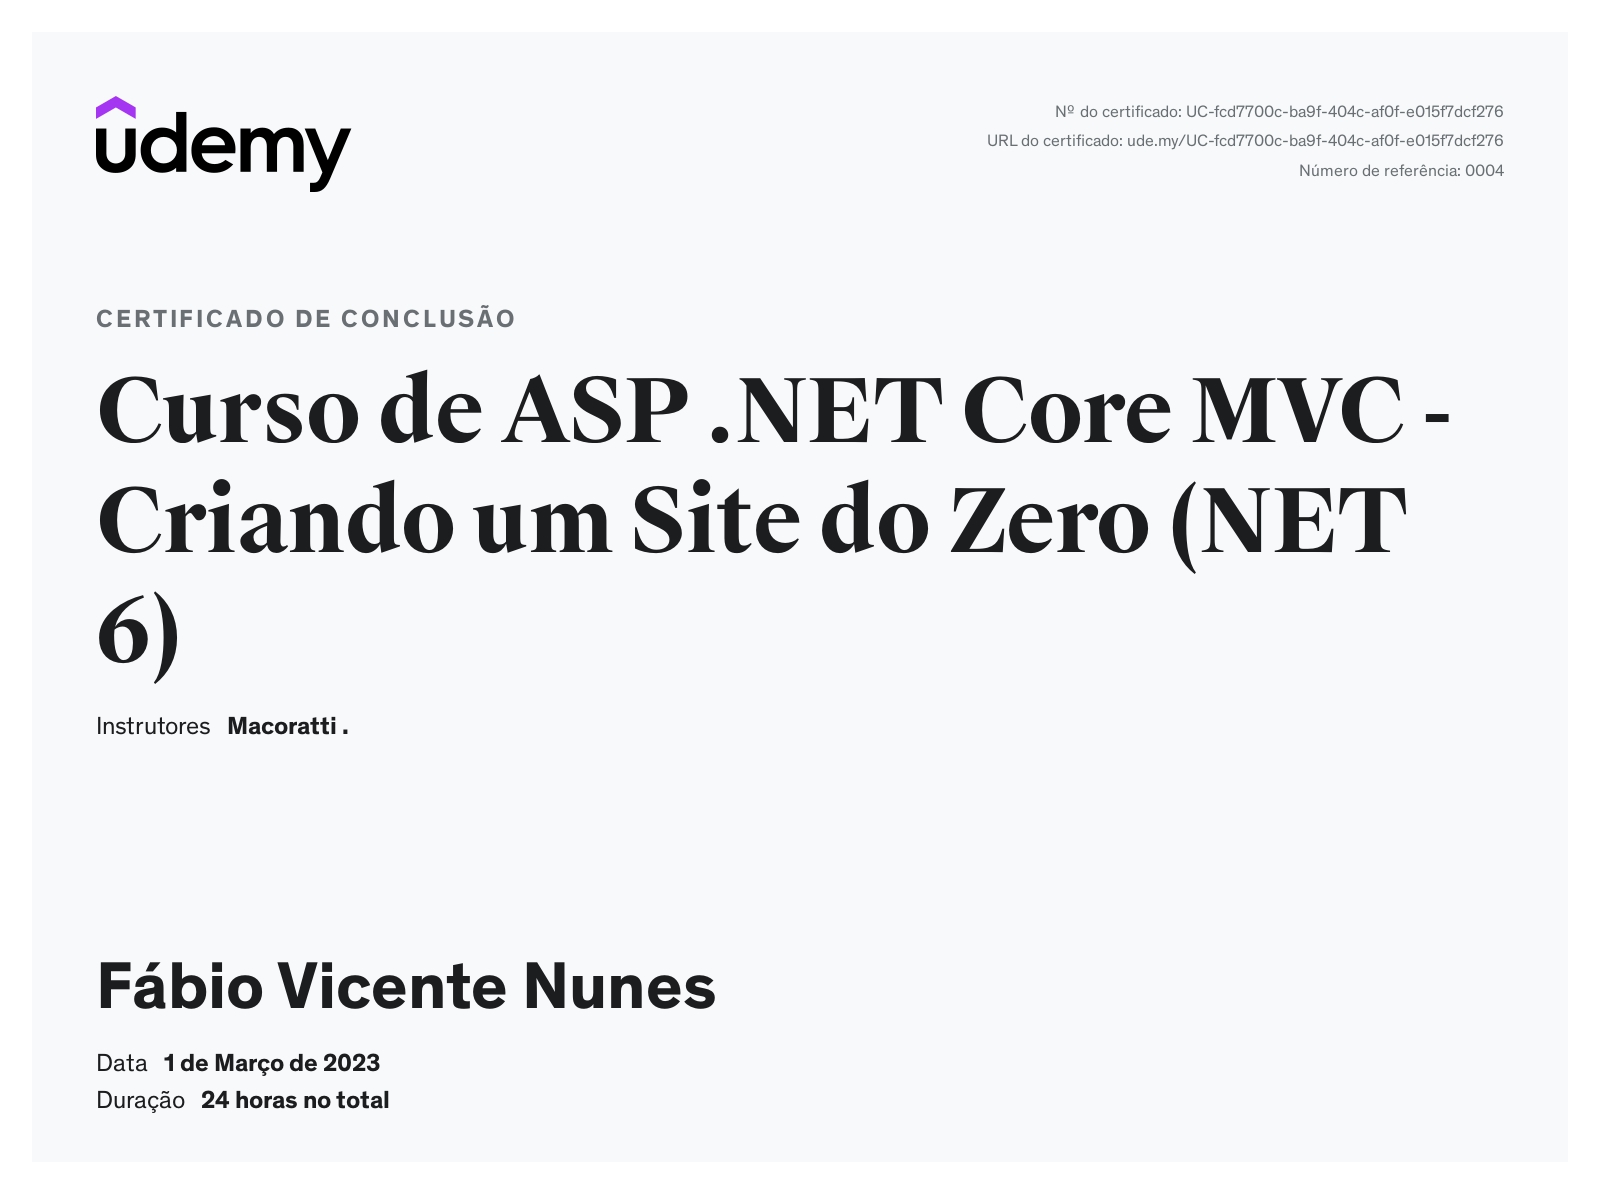 udemy
Nº do certificado: UC-fcd7700c-ba9f-404c-af0f-e015f7dcf276
URL do certificado: ude.my/UC-fcd7700c-ba9f-404c-af0f-e015f7dcf276
Número de referência: 0004
CERTIFICADO DE CONCLUSÃO
Curso de ASP .NET Core MVC -
Criando um Site do Zero (NET
6)
Instrutores Macoratti .
Fábio Vicente Nunes
Data 1 de Março de 2023
Duração 24 horas no total